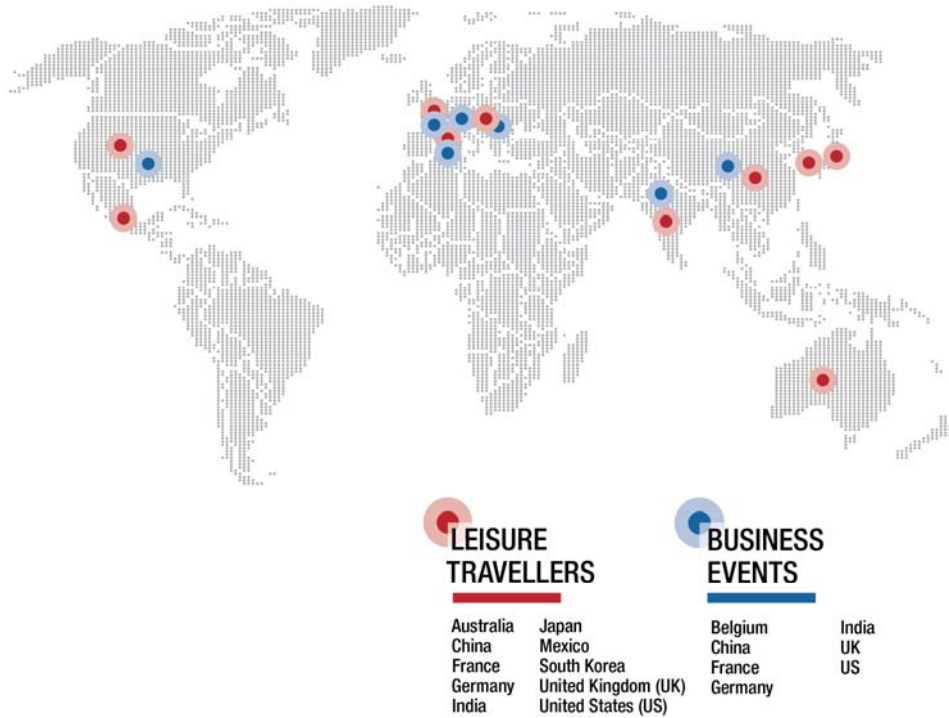 LEISURE
TRAVELLERS
Australia
China
France
Germany
India
Japan
Mexico
South Korea
United Kingdom (UK)
United States (US)
BUSINESS
EVENTS
Belgium
China
France
Germany
India
UK
US